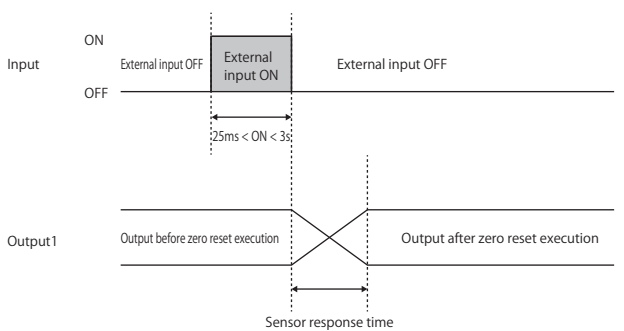 ON
Input
External input OFF
External
input ON
External input OFF
OFF
25ms < ON < 3s
Output1
Output before zero reset execution
Output after zero reset execution
Sensor response time